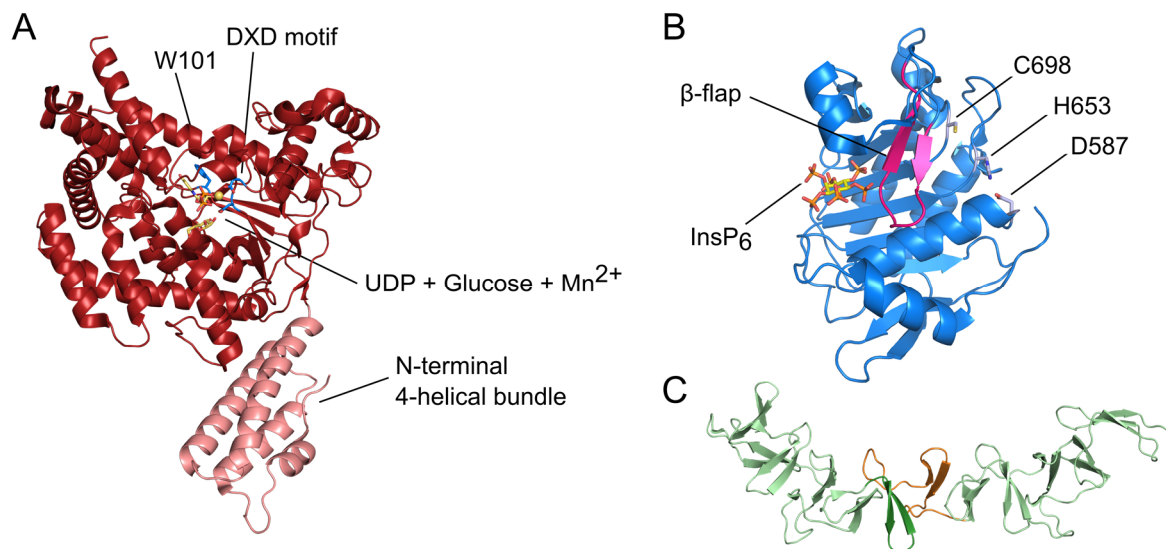 A
W101
DXD motif
UDP + Glucose + Mn2+
N-terminal
4-helical bundle
B
β-flap
InsP6
C698
H653
D587
C